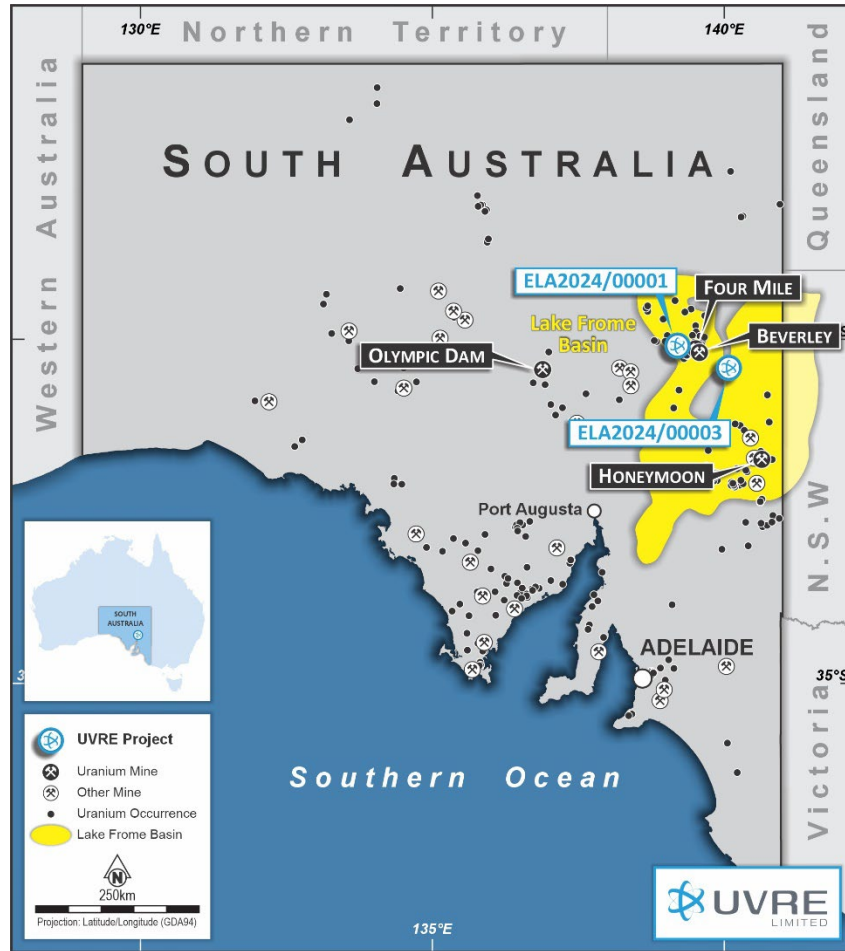 130°E
Northern Territory
140°E
Western Australia
Queensland
SOUTH AUSTRALIA
ELA2024/00001
FOUR MILE
Lake Frome
Basin
BEVERLEY
OLYMPIC DAM
ELA2024/00003
HONEYMOON
Port Augusta
N.S.W
SOUTH
AUSTRALIA
ADELAIDE
35°S
Victoria
UVRE Project
Uranium Mine
Other Mine
Uranium Occurrence
Lake Frome Basin
N
250km
Projection: Latitude/Longitude (GDA94)
Southern Ocean
135°E
UVRE
LIMITED